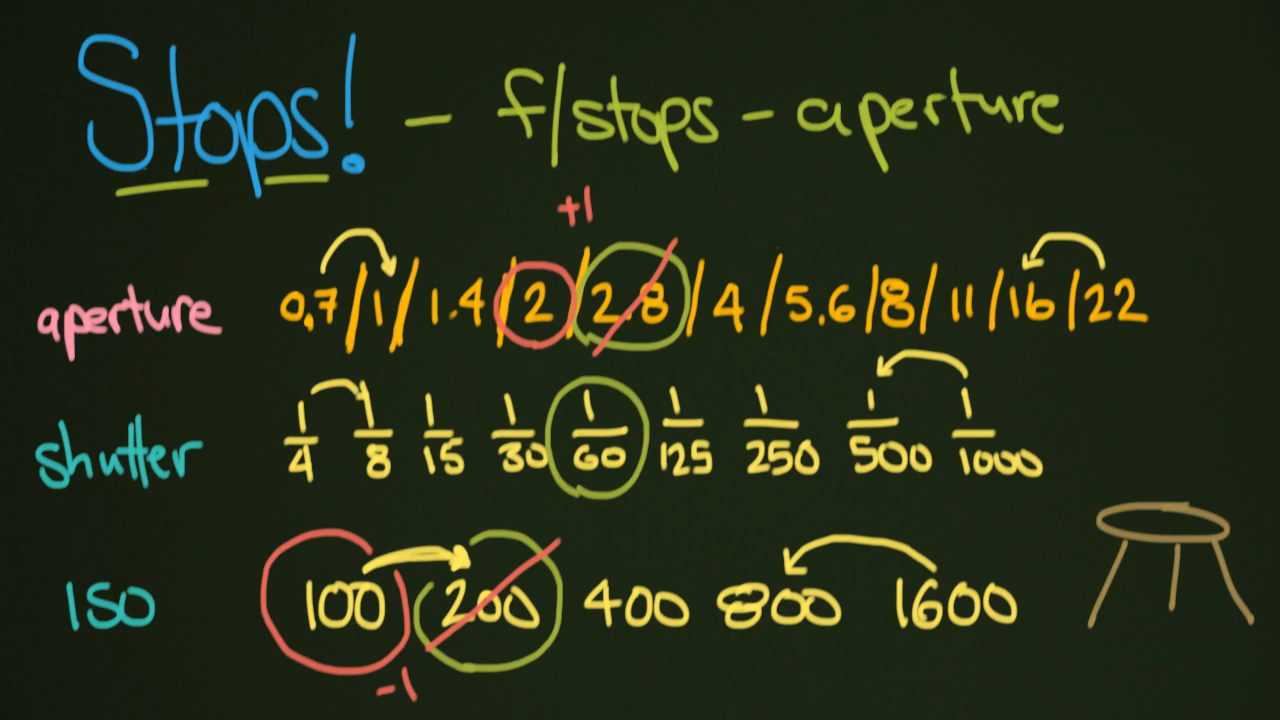 Stops! - f/stops - aperture
+1
aperture 0.7/1/1.4/2/2.8/4/5.6/8/11/16/22
shutter 1/4 1/8 1/15 1/30 1/60 1/125 1/250 1/500 1/1000
ISO 100 200 400 800 1600
-1